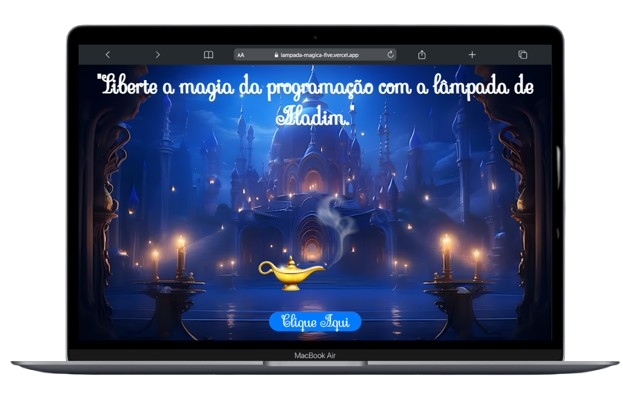 AA
lampada-magica-five.vercel.app
"Liberte a magia da programação com a lâmpada de
Aladim."
Clique Aqui
MacBook Air